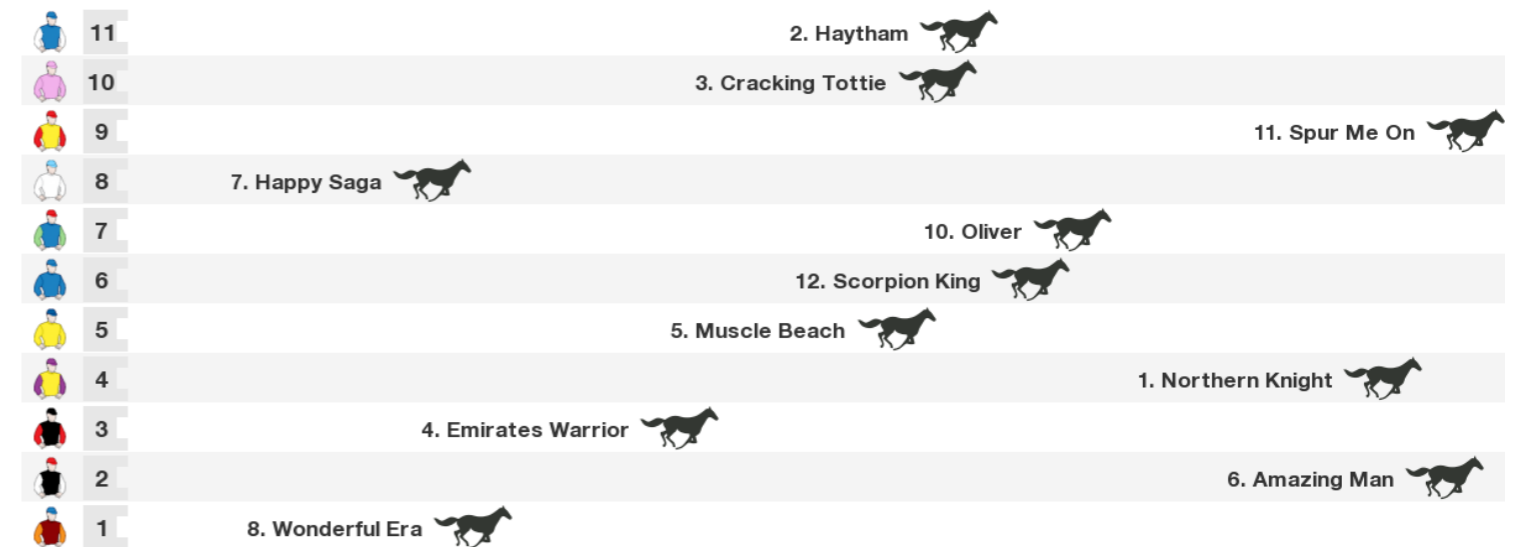 11 2. Haytham
10 3. Cracking Tottie
9 11. Spur Me On
8 7. Happy Saga
7 10. Oliver
6 12. Scorpion King
5 5. Muscle Beach
4 1. Northern Knight
3 4. Emirates Warrior
2 6. Amazing Man
1 8. Wonderful Era